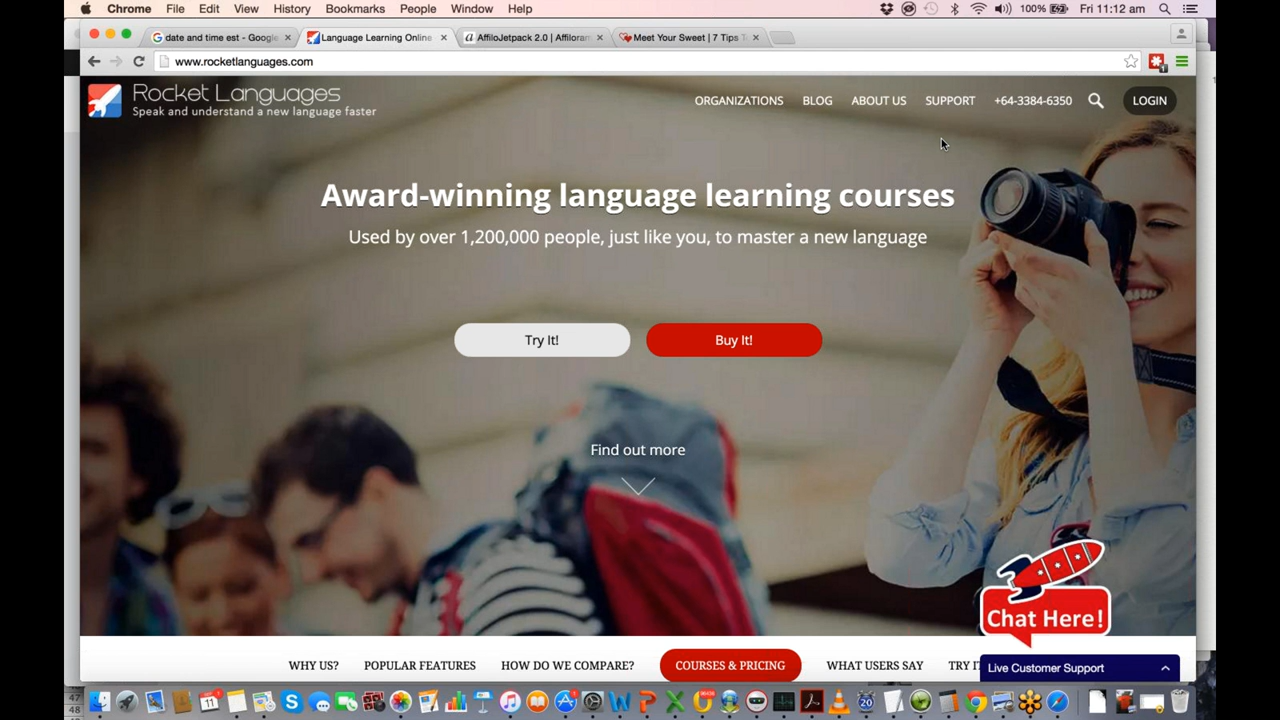 Chrome File Edit View History Bookmarks People Window Help 100% Fri 11:12 am
date and time est - Google
Language Learning Online
AffiloJetpack 2.0 | Affiloram
Meet Your Sweet | 7 Tips T
www.rocketlanguages.com
Rocket Languages
Speak and understand a new language faster
ORGANIZATIONS BLOG ABOUT US SUPPORT +64-3384-6350 LOGIN
Award-winning language learning courses
Used by over 1,200,000 people, just like you, to master a new language
Try It! Buy It!
Find out more
Chat Here!
WHY US? POPULAR FEATURES HOW DO WE COMPARE? COURSES & PRICING WHAT USERS SAY TRY I
Live Customer Support
47
48